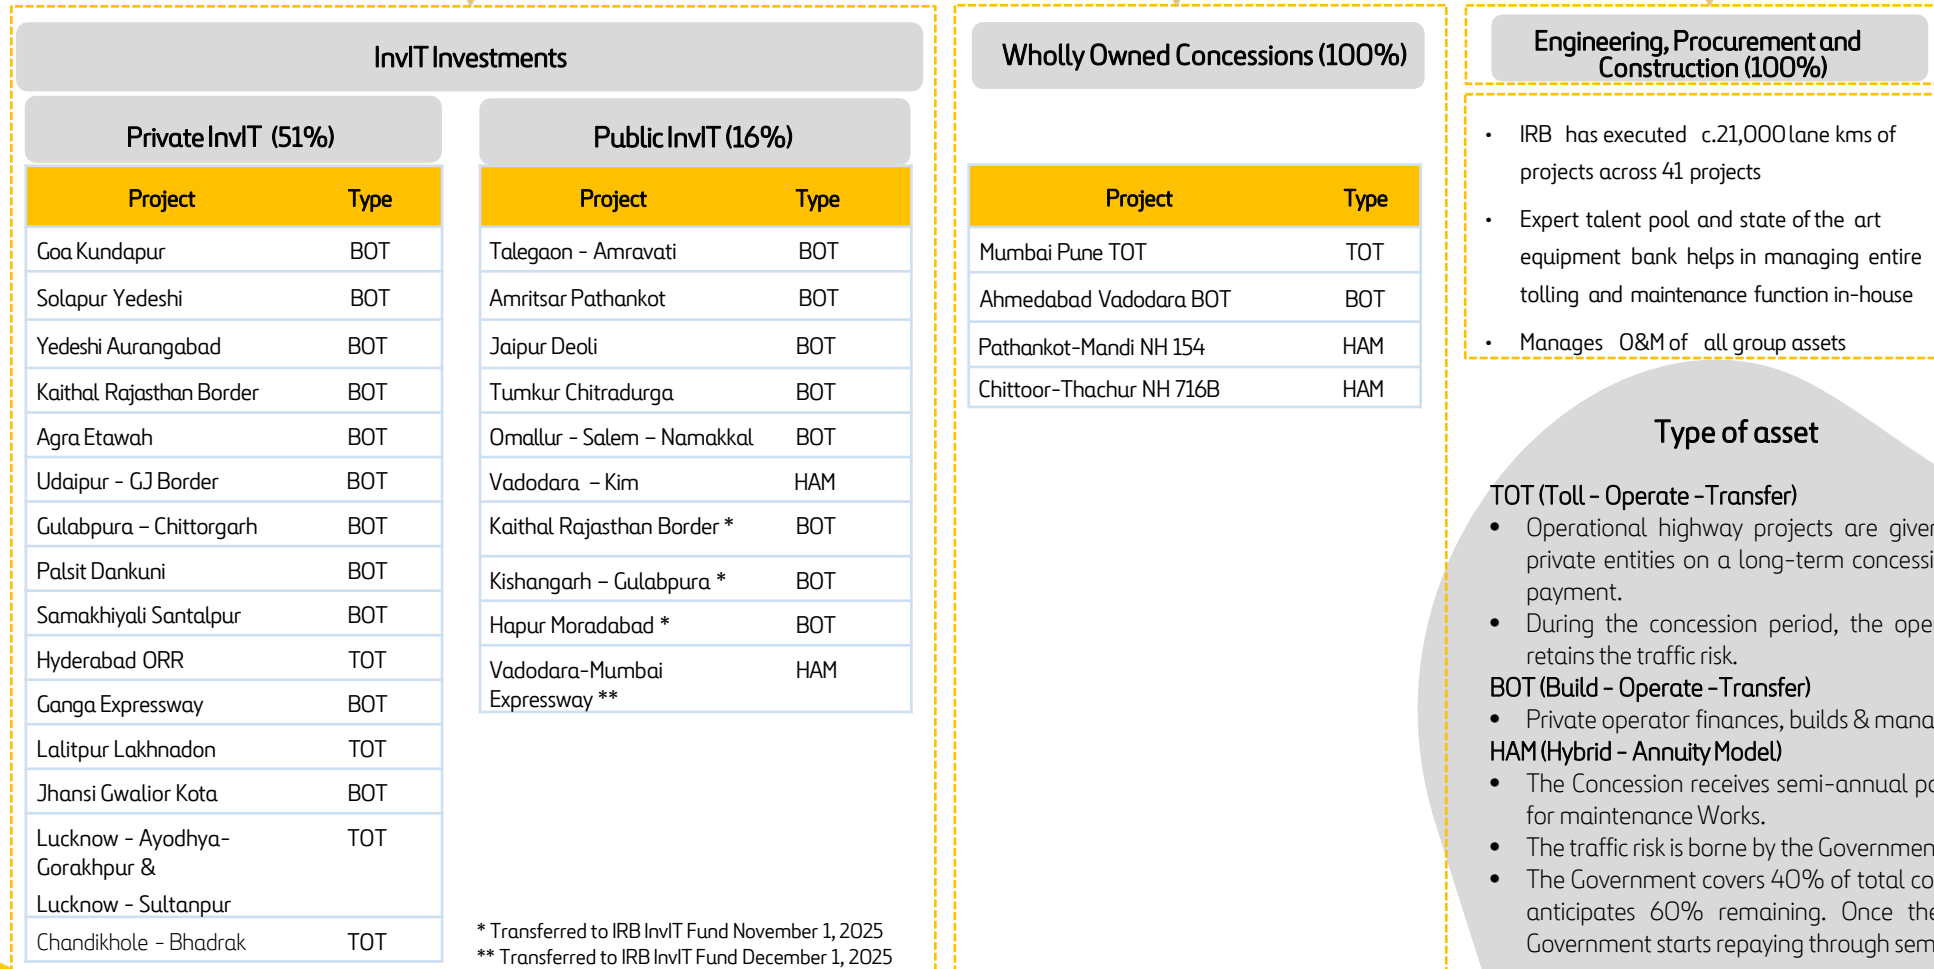 InvIT Investments
Private InvIT (51%)
Project Type
Goa Kundapur BOT
Solapur Yedeshi BOT
Yedeshi Aurangabad BOT
Kaithal Rajasthan Border BOT
Agra Etawah BOT
Udaipur - GJ Border BOT
Gulabpura – Chittorgarh BOT
Palsit Dankuni BOT
Samakhiyali Santalpur BOT
Hyderabad ORR TOT
Ganga Expressway BOT
Lalitpur Lakhnadon TOT
Jhansi Gwalior Kota BOT
Lucknow - Ayodhya- TOT
Gorakhpur &
Lucknow - Sultanpur
Chandikhole - Bhadrak TOT
Public InvIT (16%)
Project Type
Talegaon - Amravati BOT
Amritsar Pathankot BOT
Jaipur Deoli BOT
Tumkur Chitradurga BOT
Omallur - Salem – Namakkal BOT
Vadodara – Kim HAM
Kaithal Rajasthan Border * BOT
Kishangarh – Gulabpura * BOT
Hapur Moradabad * BOT
Vadodara-Mumbai HAM
Expressway **
* Transferred to IRB InvIT Fund November 1, 2025
** Transferred to IRB InvIT Fund December 1, 2025
Wholly Owned Concessions (100%)
Project Type
Mumbai Pune TOT TOT
Ahmedabad Vadodara BOT BOT
Pathankot-Mandi NH 154 HAM
Chittoor-Thachur NH 716B HAM
Engineering, Procurement and
Construction (100%)
• IRB has executed c.21,000 lane kms of
projects across 41 projects
• Expert talent pool and state of the art
equipment bank helps in managing entire
tolling and maintenance function in-house
• Manages O&M of all group assets
Type of asset
TOT (Toll – Operate –Transfer)
• Operational highway projects are given
private entities on a long-term
payment.
• During the concession period, the
retains the traffic risk.
BOT (Build – Operate –Transfer)
• Private operator finances, builds &
HAM (Hybrid – Annuity Model)
• The Concession receives semi-annual
for maintenance Works.
• The traffic risk is borne by the
• The Government covers 40% of total
anticipates 60% remaining. Once
Government starts repaying through